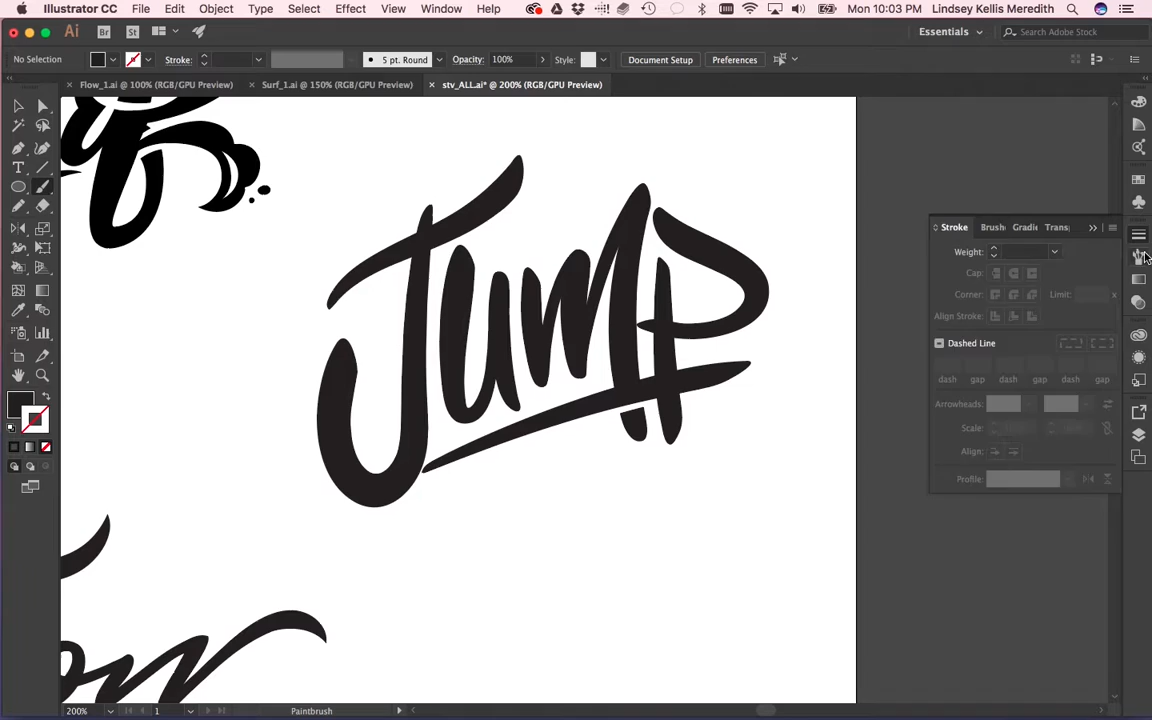 Illustrator CC File Edit Object Type Select Effect View Window Help Mon 10:03 PM Lindsey Kellis Meredith
Ai Br St Essentials Search Adobe Stock
No Selection Stroke: 5 pt. Round Opacity: 100% Style: Document Setup Preferences
Flow_1.ai @ 100% (RGB/GPU Preview) Surf_1.ai @ 150% (RGB/GPU Preview) stv_ALL.ai* @ 200% (RGB/GPU Preview)
JumP
Stroke Brush Gradi Trans
Weight:
Cap:
Corner: Limit: x
Align Stroke:
Dashed Line
dash gap dash gap dash gap
Arrowheads:
Scale:
Align:
Profile:
200% 1 Paintbrush